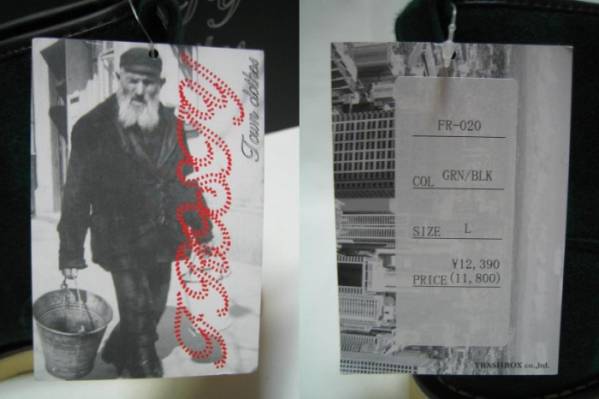 Town clothes
FR-020
COL GRN/BLK
SIZE L
¥12,390
PRICE (11,800)
TRASHBOX co.,ltd.